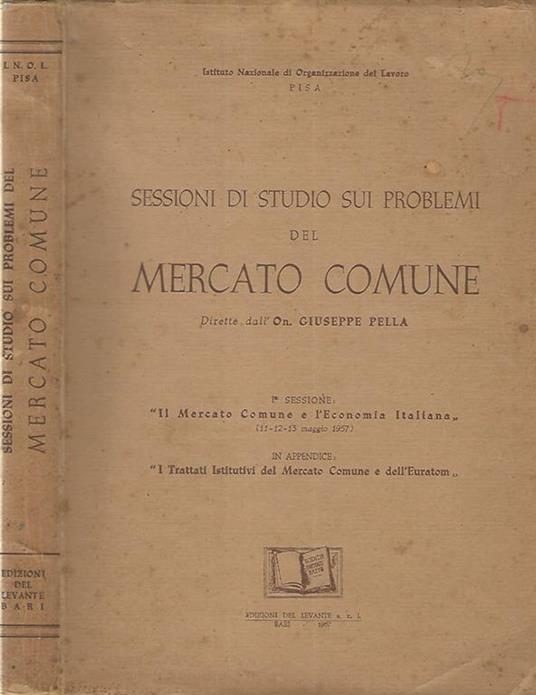 I. N. O. L.
PISA
SESSIONI DI STUDIO SUI PROBLEMI DEL
MERCATO COMUNE
EDIZIONI
DEL
LEVANTE
BARI
Istituto Nazionale di Organizzazione del Lavoro
PISA
SESSIONI DI STUDIO SUI PROBLEMI
DEL
MERCATO COMUNE
Dirette dall'On. GIUSEPPE PELLA
Iª SESSIONE:
"Il Mercato Comune e l'Economia Italiana„
(11-12-13 maggio 1957)
IN APPENDICE:
"I Trattati Istitutivi del Mercato Comune e dell'Euratom„
EDIZIONI DEL LEVANTE s. r. l.
BARI 1957